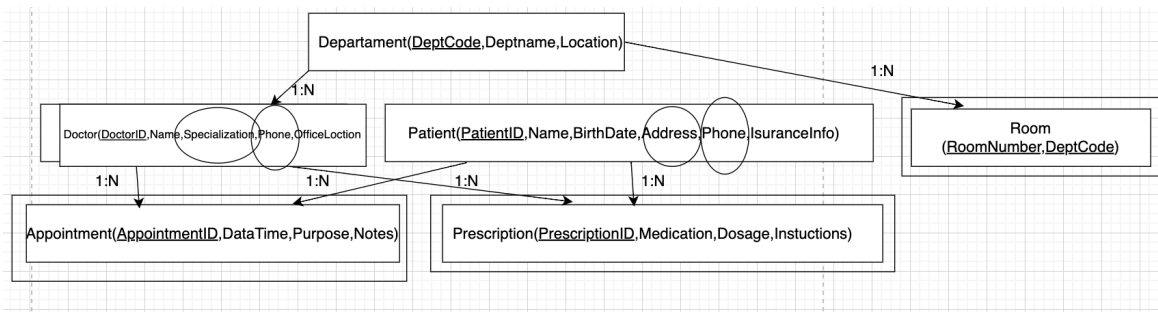 Departament(DeptCode,Deptname,Location)
1:N
1:N
Doctor(DoctorID,Name,Specialization,Phone,OfficeLoction
Patient(PatientID,Name,BirthDate,Address,Phone,IsuranceInfo)
Room
(RoomNumber,DeptCode)
1:N
1:N
1:N
1:N
Appointment(AppointmentID,DataTime,Purpose,Notes)
Prescription(PrescriptionID,Medication,Dosage,Instuctions)